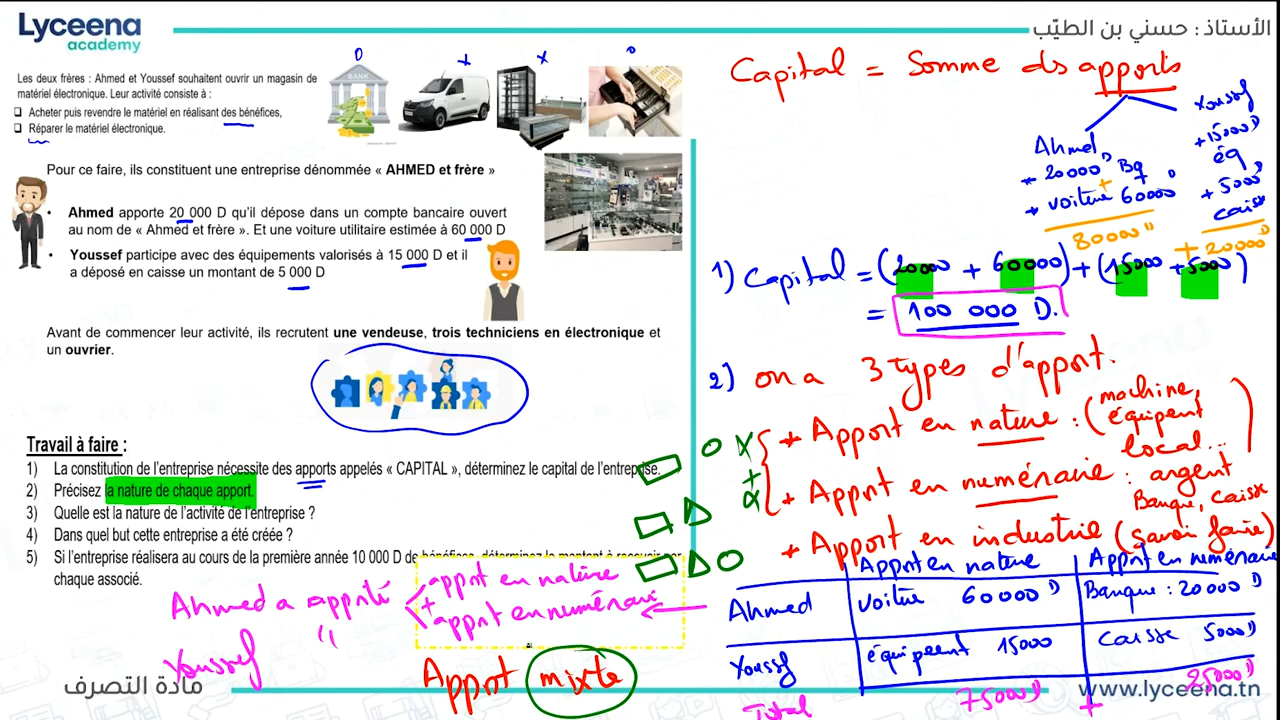 Lyceena
academy
الأستاذ : حسني بن الطيّب
Les deux frères : Ahmed et Youssef souhaitent ouvrir un magasin de
matériel électronique. Leur activité consiste à :
❑ Acheter puis revendre le matériel en réalisant des bénéfices,
❑ Réparer le matériel électronique.
BANK
Pour ce faire, ils constituent une entreprise dénommée « AHMED et frère »
• Ahmed apporte 20 000 D qu'il dépose dans un compte bancaire ouvert
au nom de « Ahmed et frère ». Et une voiture utilitaire estimée à 60 000 D
• Youssef participe avec des équipements valorisés à 15 000 D et il
a déposé en caisse un montant de 5 000 D
Avant de commencer leur activité, ils recrutent une vendeuse, trois techniciens en électronique et
un ouvrier.
Travail à faire :
1) La constitution de l'entreprise nécessite des apports appelés « CAPITAL », déterminez le capital de l'entreprise.
2) Précisez la nature de chaque apport.
3) Quelle est la nature de l'activité de l'entreprise ?
4) Dans quel but cette entreprise a été créée ?
5) Si l'entreprise réalisera au cours de la première année 10 000 D de bénéfices, déterminez le montant à recevoir par
chaque associé.
Ahmed a apporté
apport en nature
+ apport en numéraire
Youssef "
Apport mixte
Capital = Somme des apports
Ahmed
* 20000 D Bq
+
* voiture 60000 D
80000 D
Youssf
+15000 D
éq
+ 5000 D
caisse
+ 20000 D
1) Capital = (20000 + 60000) + (15000 + 5000)
= 100 000 D.
2) on a 3 types d'apport.
* Apport en nature : (machine,
équipent
local...)
* Apport en numéraire : argent
Banque, caisse
* Apport en industrie (savoir faire)
Apport en nature Apport en numéraire
Ahmed voiture 60000 D Banque : 20000 D
Youssf équipeent 15000 caisse 5000 D
Total 75000 D + 25000 D
مادة التصرف
www.lyceena.tn